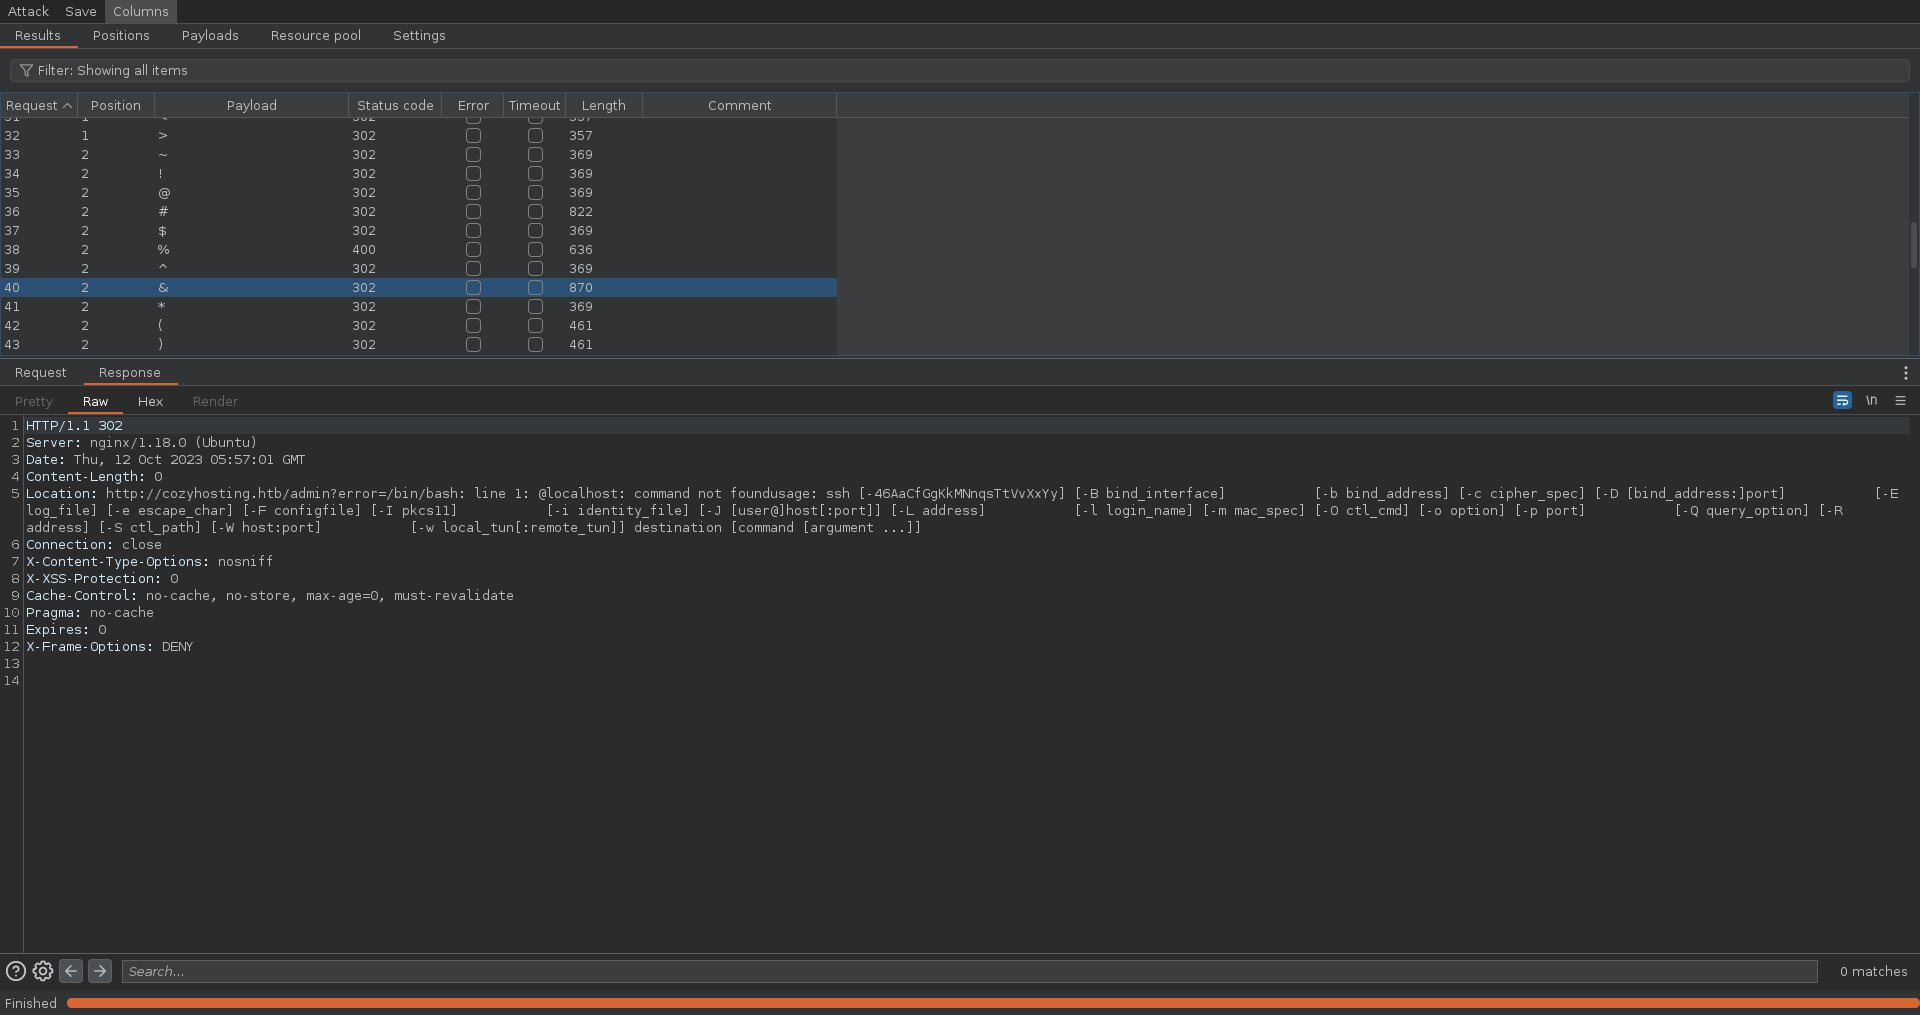 Attack Save Columns
Results Positions Payloads Resource pool Settings
Filter: Showing all items
Request Position Payload Status code Error Timeout Length Comment
32 1 > 302 357
33 2 ~ 302 369
34 2 ! 302 369
35 2 @ 302 369
36 2 # 302 822
37 2 $ 302 369
38 2 % 400 636
39 2 ^ 302 369
40 2 & 302 870
41 2 * 302 369
42 2 ( 302 461
43 2 ) 302 461
Request Response
Pretty Raw Hex Render \n
1 HTTP/1.1 302
2 Server: nginx/1.18.0 (Ubuntu)
3 Date: Thu, 12 Oct 2023 05:57:01 GMT
4 Content-Length: 0
5 Location: http://cozyhosting.htb/admin?error=/bin/bash: line 1: @localhost: command not foundusage: ssh [-46AaCfGgKkMNnqsTtVvXxYy] [-B bind_interface] [-b bind_address] [-c cipher_spec] [-D [bind_address:]port] [-E
log_file] [-e escape_char] [-F configfile] [-I pkcs11] [-i identity_file] [-J [user@]host[:port]] [-L address] [-l login_name] [-m mac_spec] [-O ctl_cmd] [-o option] [-p port] [-Q query_option] [-R
address] [-S ctl_path] [-W host:port] [-w local_tun[:remote_tun]] destination [command [argument ...]]
6 Connection: close
7 X-Content-Type-Options: nosniff
8 X-XSS-Protection: 0
9 Cache-Control: no-cache, no-store, max-age=0, must-revalidate
10 Pragma: no-cache
11 Expires: 0
12 X-Frame-Options: DENY
13
14
Search... 0 matches
Finished